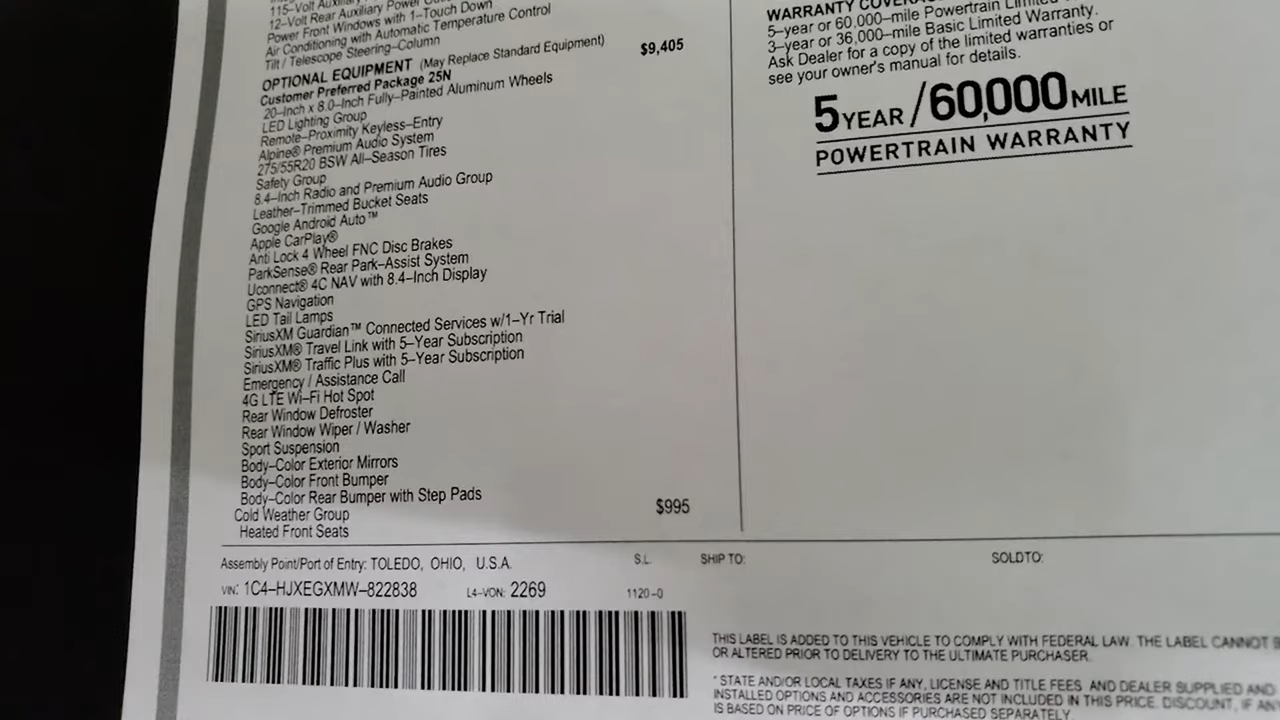 115-Volt Auxiliary
12-Volt Rear Auxiliary Power
Power Front Windows with 1-Touch Down
Air Conditioning with Automatic Temperature Control
Tilt / Telescope Steering-Column
OPTIONAL EQUIPMENT (May Replace Standard Equipment)
Customer Preferred Package 25N $9,405
20-Inch x 8.0-Inch Fully-Painted Aluminum Wheels
LED Lighting Group
Remote-Proximity Keyless-Entry
Alpine® Premium Audio System
275/55R20 BSW All-Season Tires
Safety Group
8.4-Inch Radio and Premium Audio Group
Leather-Trimmed Bucket Seats
Google Android Auto™
Apple CarPlay®
Anti Lock 4 Wheel FNC Disc Brakes
ParkSense® Rear Park-Assist System
Uconnect® 4C NAV with 8.4-Inch Display
GPS Navigation
LED Tail Lamps
SiriusXM Guardian™ Connected Services w/1-Yr Trial
SiriusXM® Travel Link with 5-Year Subscription
SiriusXM® Traffic Plus with 5-Year Subscription
Emergency / Assistance Call
4G LTE Wi-Fi Hot Spot
Rear Window Defroster
Rear Window Wiper / Washer
Sport Suspension
Body-Color Exterior Mirrors
Body-Color Front Bumper
Body-Color Rear Bumper with Step Pads
Cold Weather Group $995
Heated Front Seats
WARRANTY COVERAGE
5-year or 60,000-mile Powertrain Limited
3-year or 36,000-mile Basic Limited Warranty.
Ask Dealer for a copy of the limited warranties or
see your owner's manual for details.
5 YEAR / 60,000 MILE
POWERTRAIN WARRANTY
Assembly Point/Port of Entry: TOLEDO, OHIO, U.S.A. S.L. SHIP TO: SOLD TO:
VIN: 1C4-HJXEGXMW-822838 L4-VON: 2269 1120-0
THIS LABEL IS ADDED TO THIS VEHICLE TO COMPLY WITH FEDERAL LAW. THE LABEL CANNOT
OR ALTERED PRIOR TO DELIVERY TO THE ULTIMATE PURCHASER.
* STATE AND/OR LOCAL TAXES IF ANY, LICENSE AND TITLE FEES AND DEALER SUPPLIED AND
INSTALLED OPTIONS AND ACCESSORIES ARE NOT INCLUDED IN THIS PRICE. DISCOUNT, IF ANY
IS BASED ON PRICE OF OPTIONS IF PURCHASED SEPARATELY